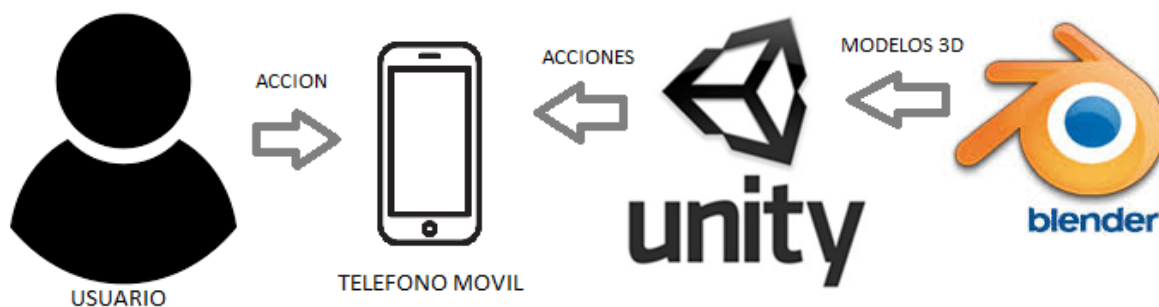 ACCION
ACCIONES
MODELOS 3D
unity
blender
TELEFONO MOVIL
USUARIO